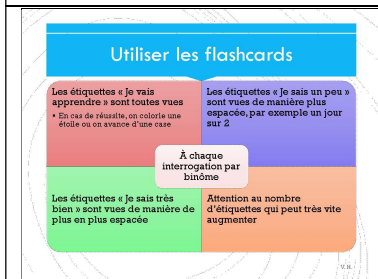 Utiliser les flashcards
Les étiquettes « Je vais
apprendre » sont toutes vues
• En cas de réussite, on colorie une
étoile ou on avance d'une case
Les étiquettes « Je sais un peu »
sont vues de manière plus
espacée, par exemple un jour
sur 2
À chaque
interrogation par
binôme
Les étiquettes « Je sais très
bien » sont vues de manière de
plus en plus espacée
Attention au nombre
d'étiquettes qui peut très vite
augmenter